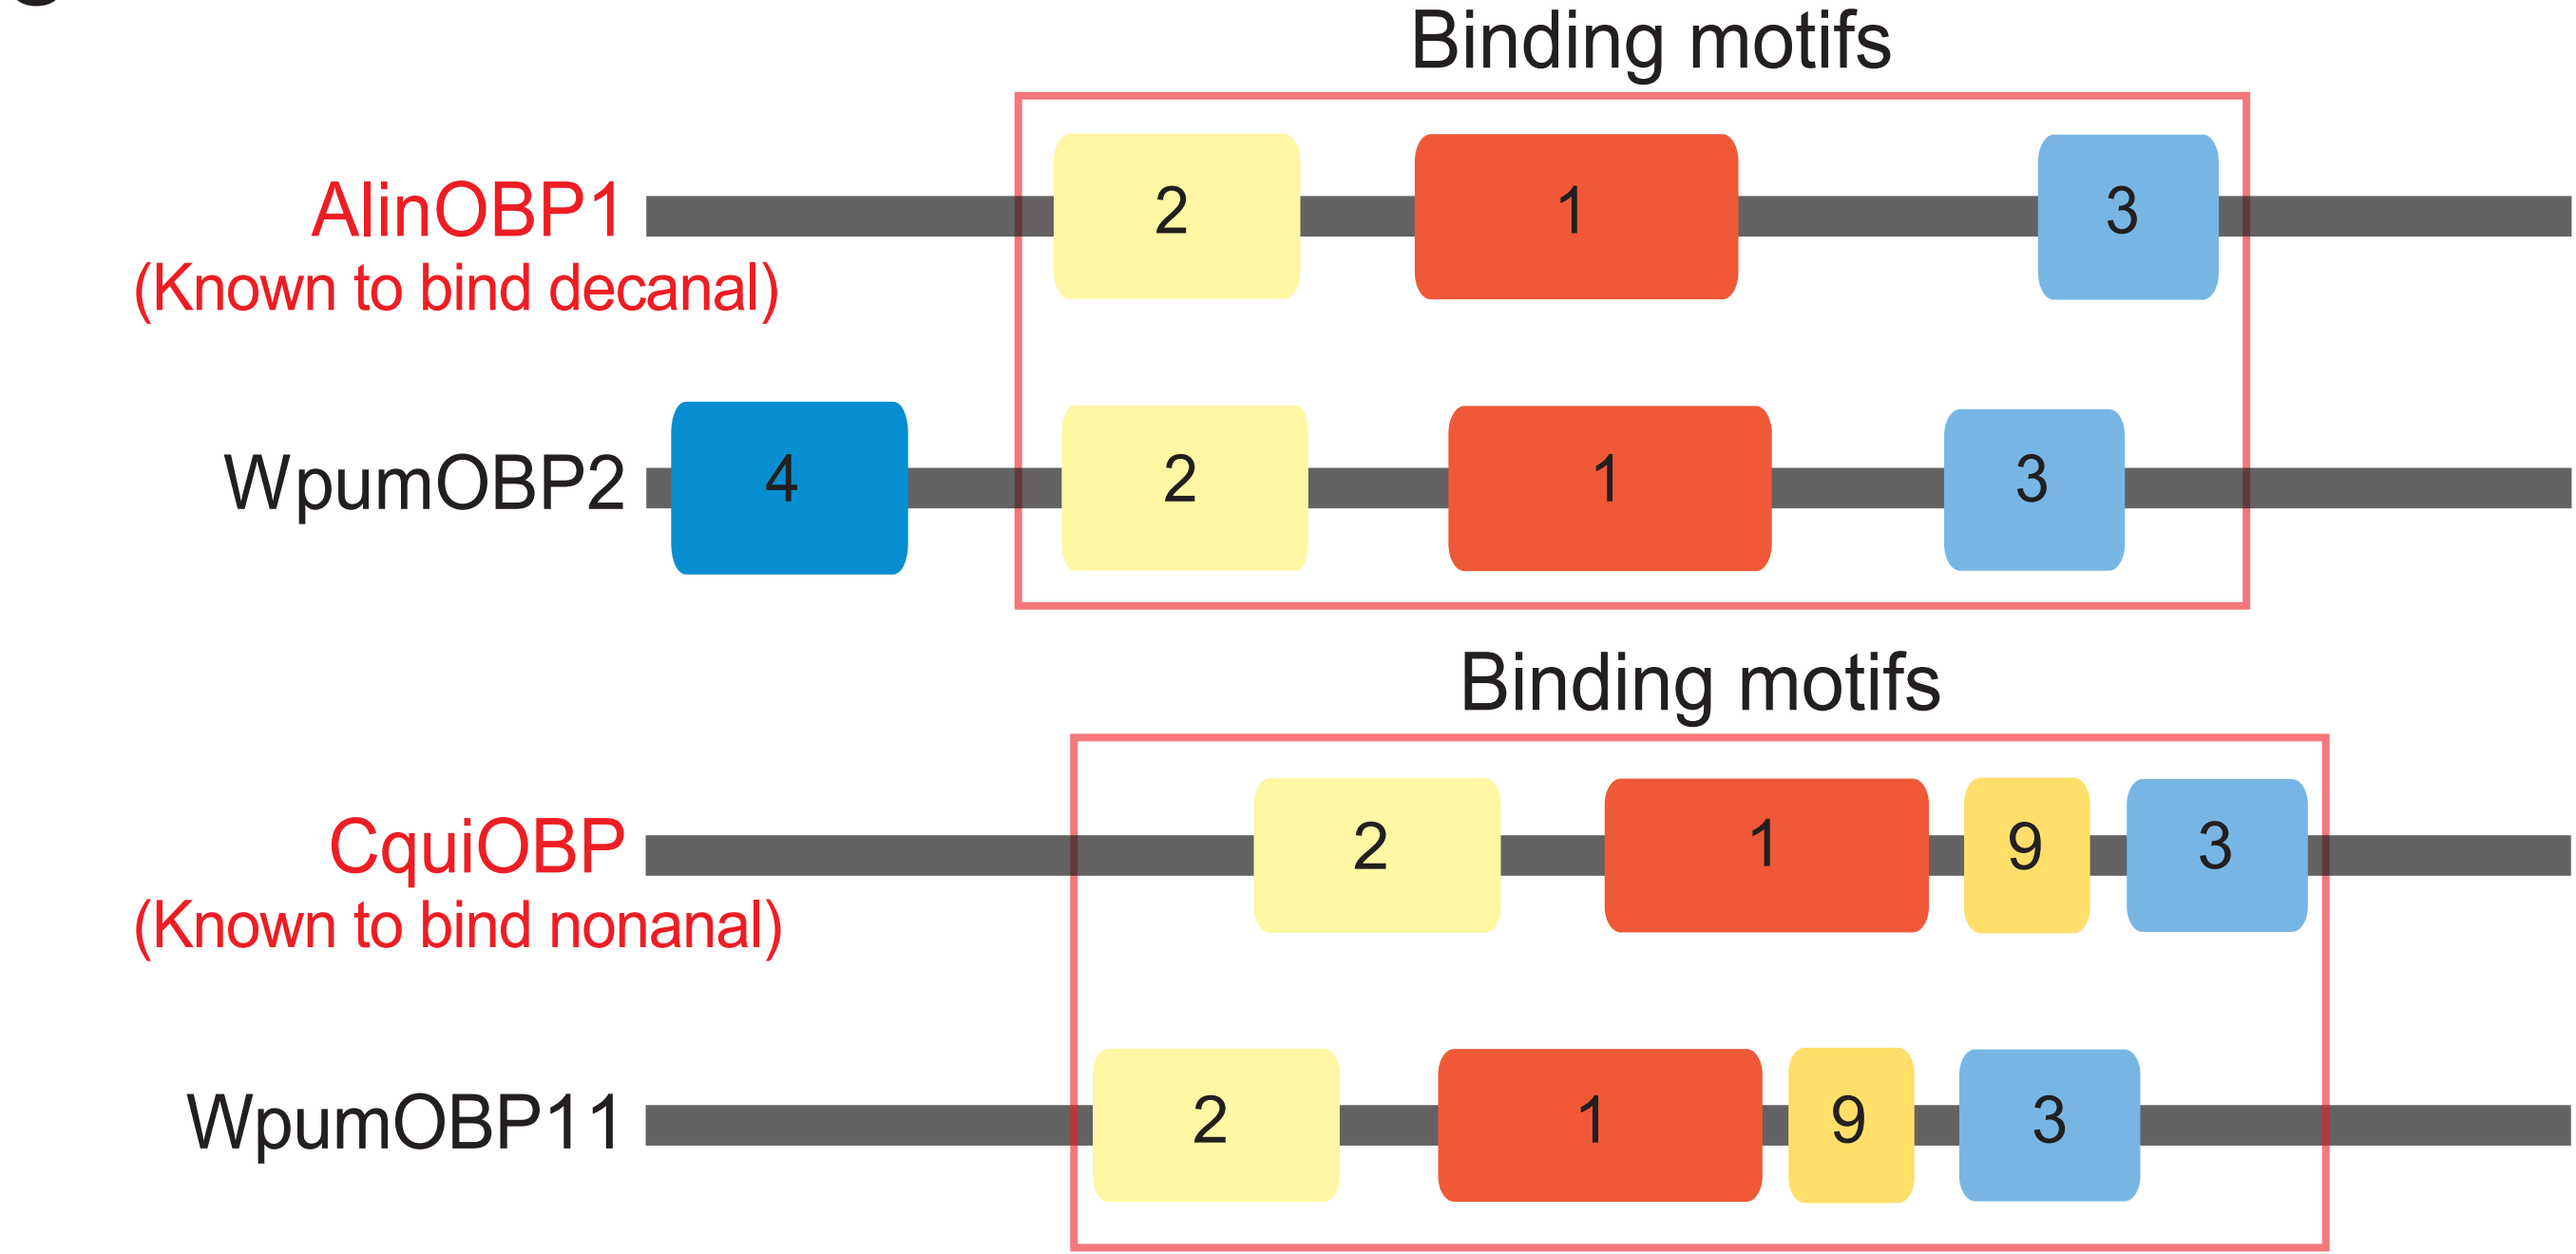 Binding motifs
AlinOBP1 2 1 3
(Known to bind decanal)
WpumOBP2 4 2 1 3
Binding motifs
CquiOBP 2 1 9 3
(Known to bind nonanal)
WpumOBP11 2 1 9 3